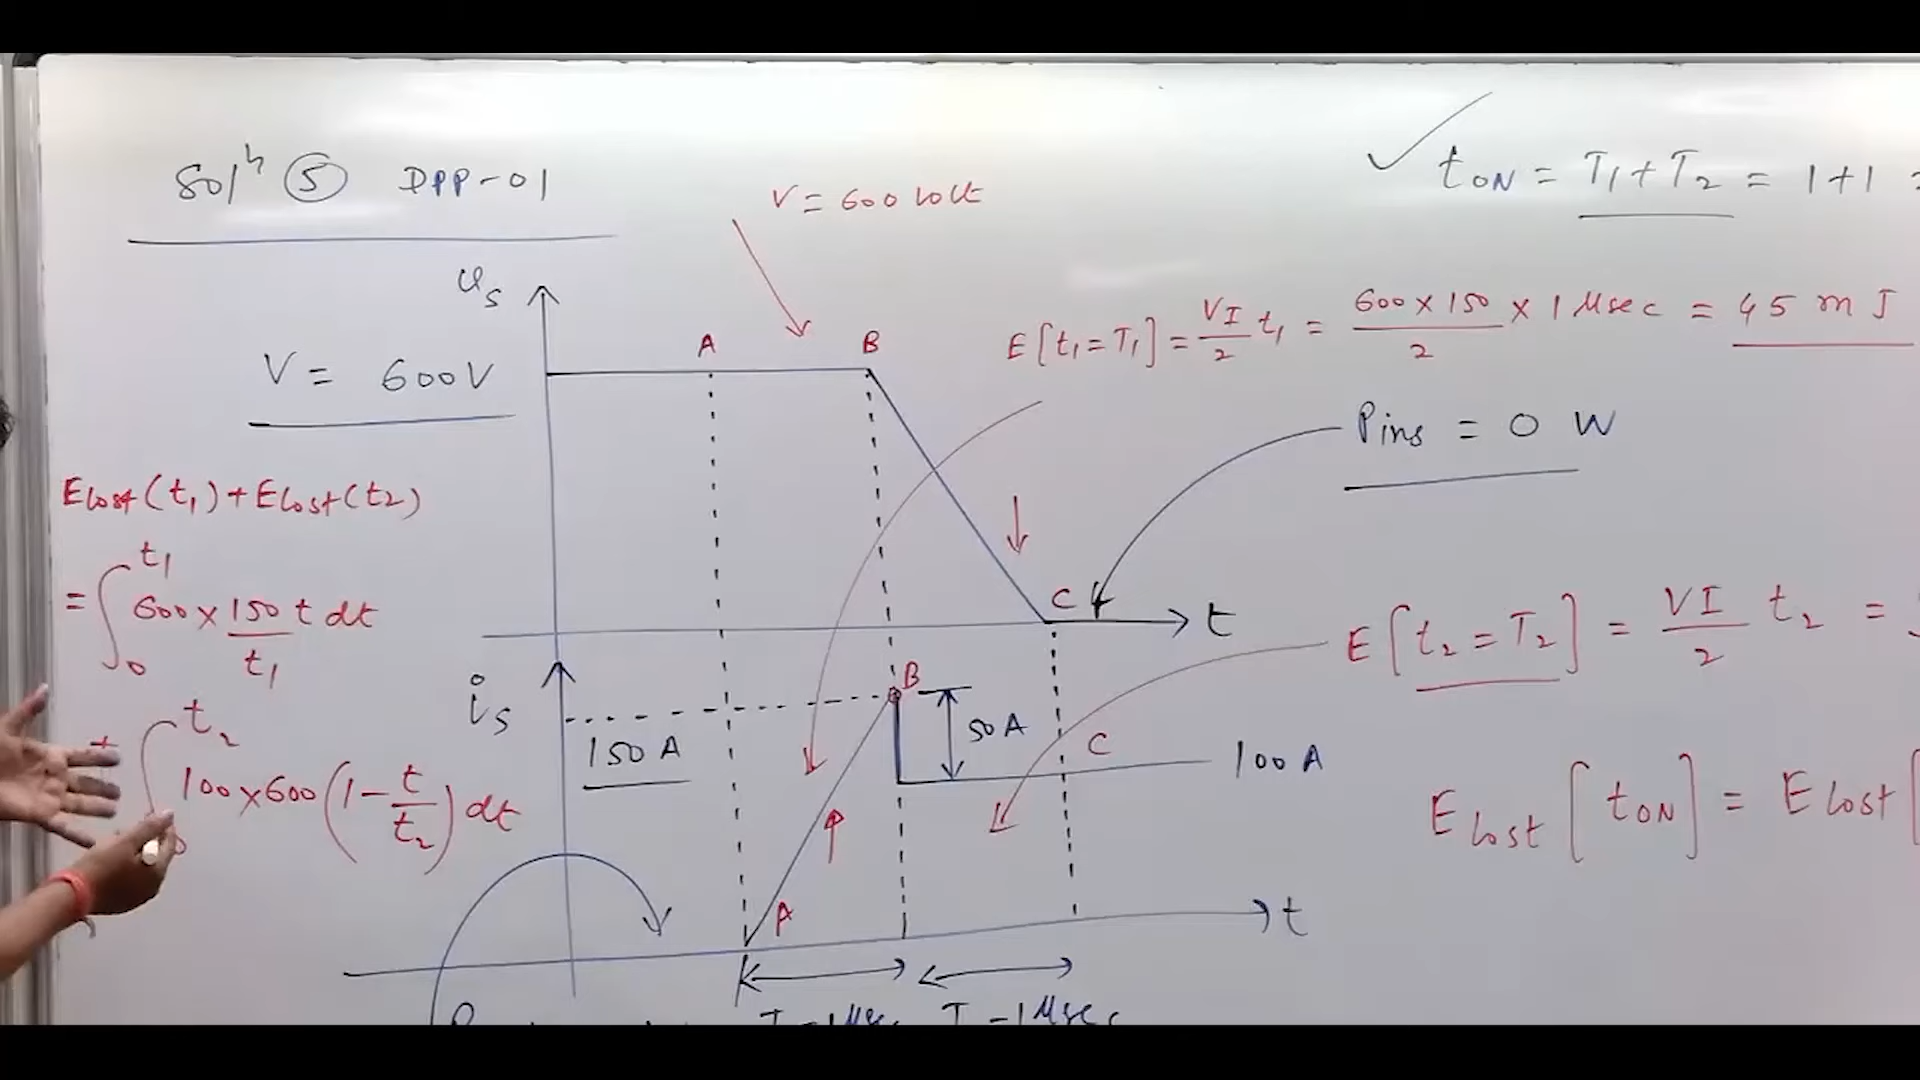 Solⁿ ⑤ DPP-01
V = 600 volt
✓ tON = T1 + T2 = 1 + 1 =
us
A
B
E[t1 = T1] = VI/2 t1 = 600 × 150/2 × 1 μsec = 45 mJ
V = 600V
Pins = 0 W
Elost(t1) + Elost(t2)
= ∫₀^t1 600 × 150/t1 t dt
C
t
E[t2 = T2] = VI/2 t2 =
is
B
150 A
50 A
C
100 A
+ ∫₀^t2 100×600 (1 - t/t2) dt
Elost [tON] = Elost [
A
t